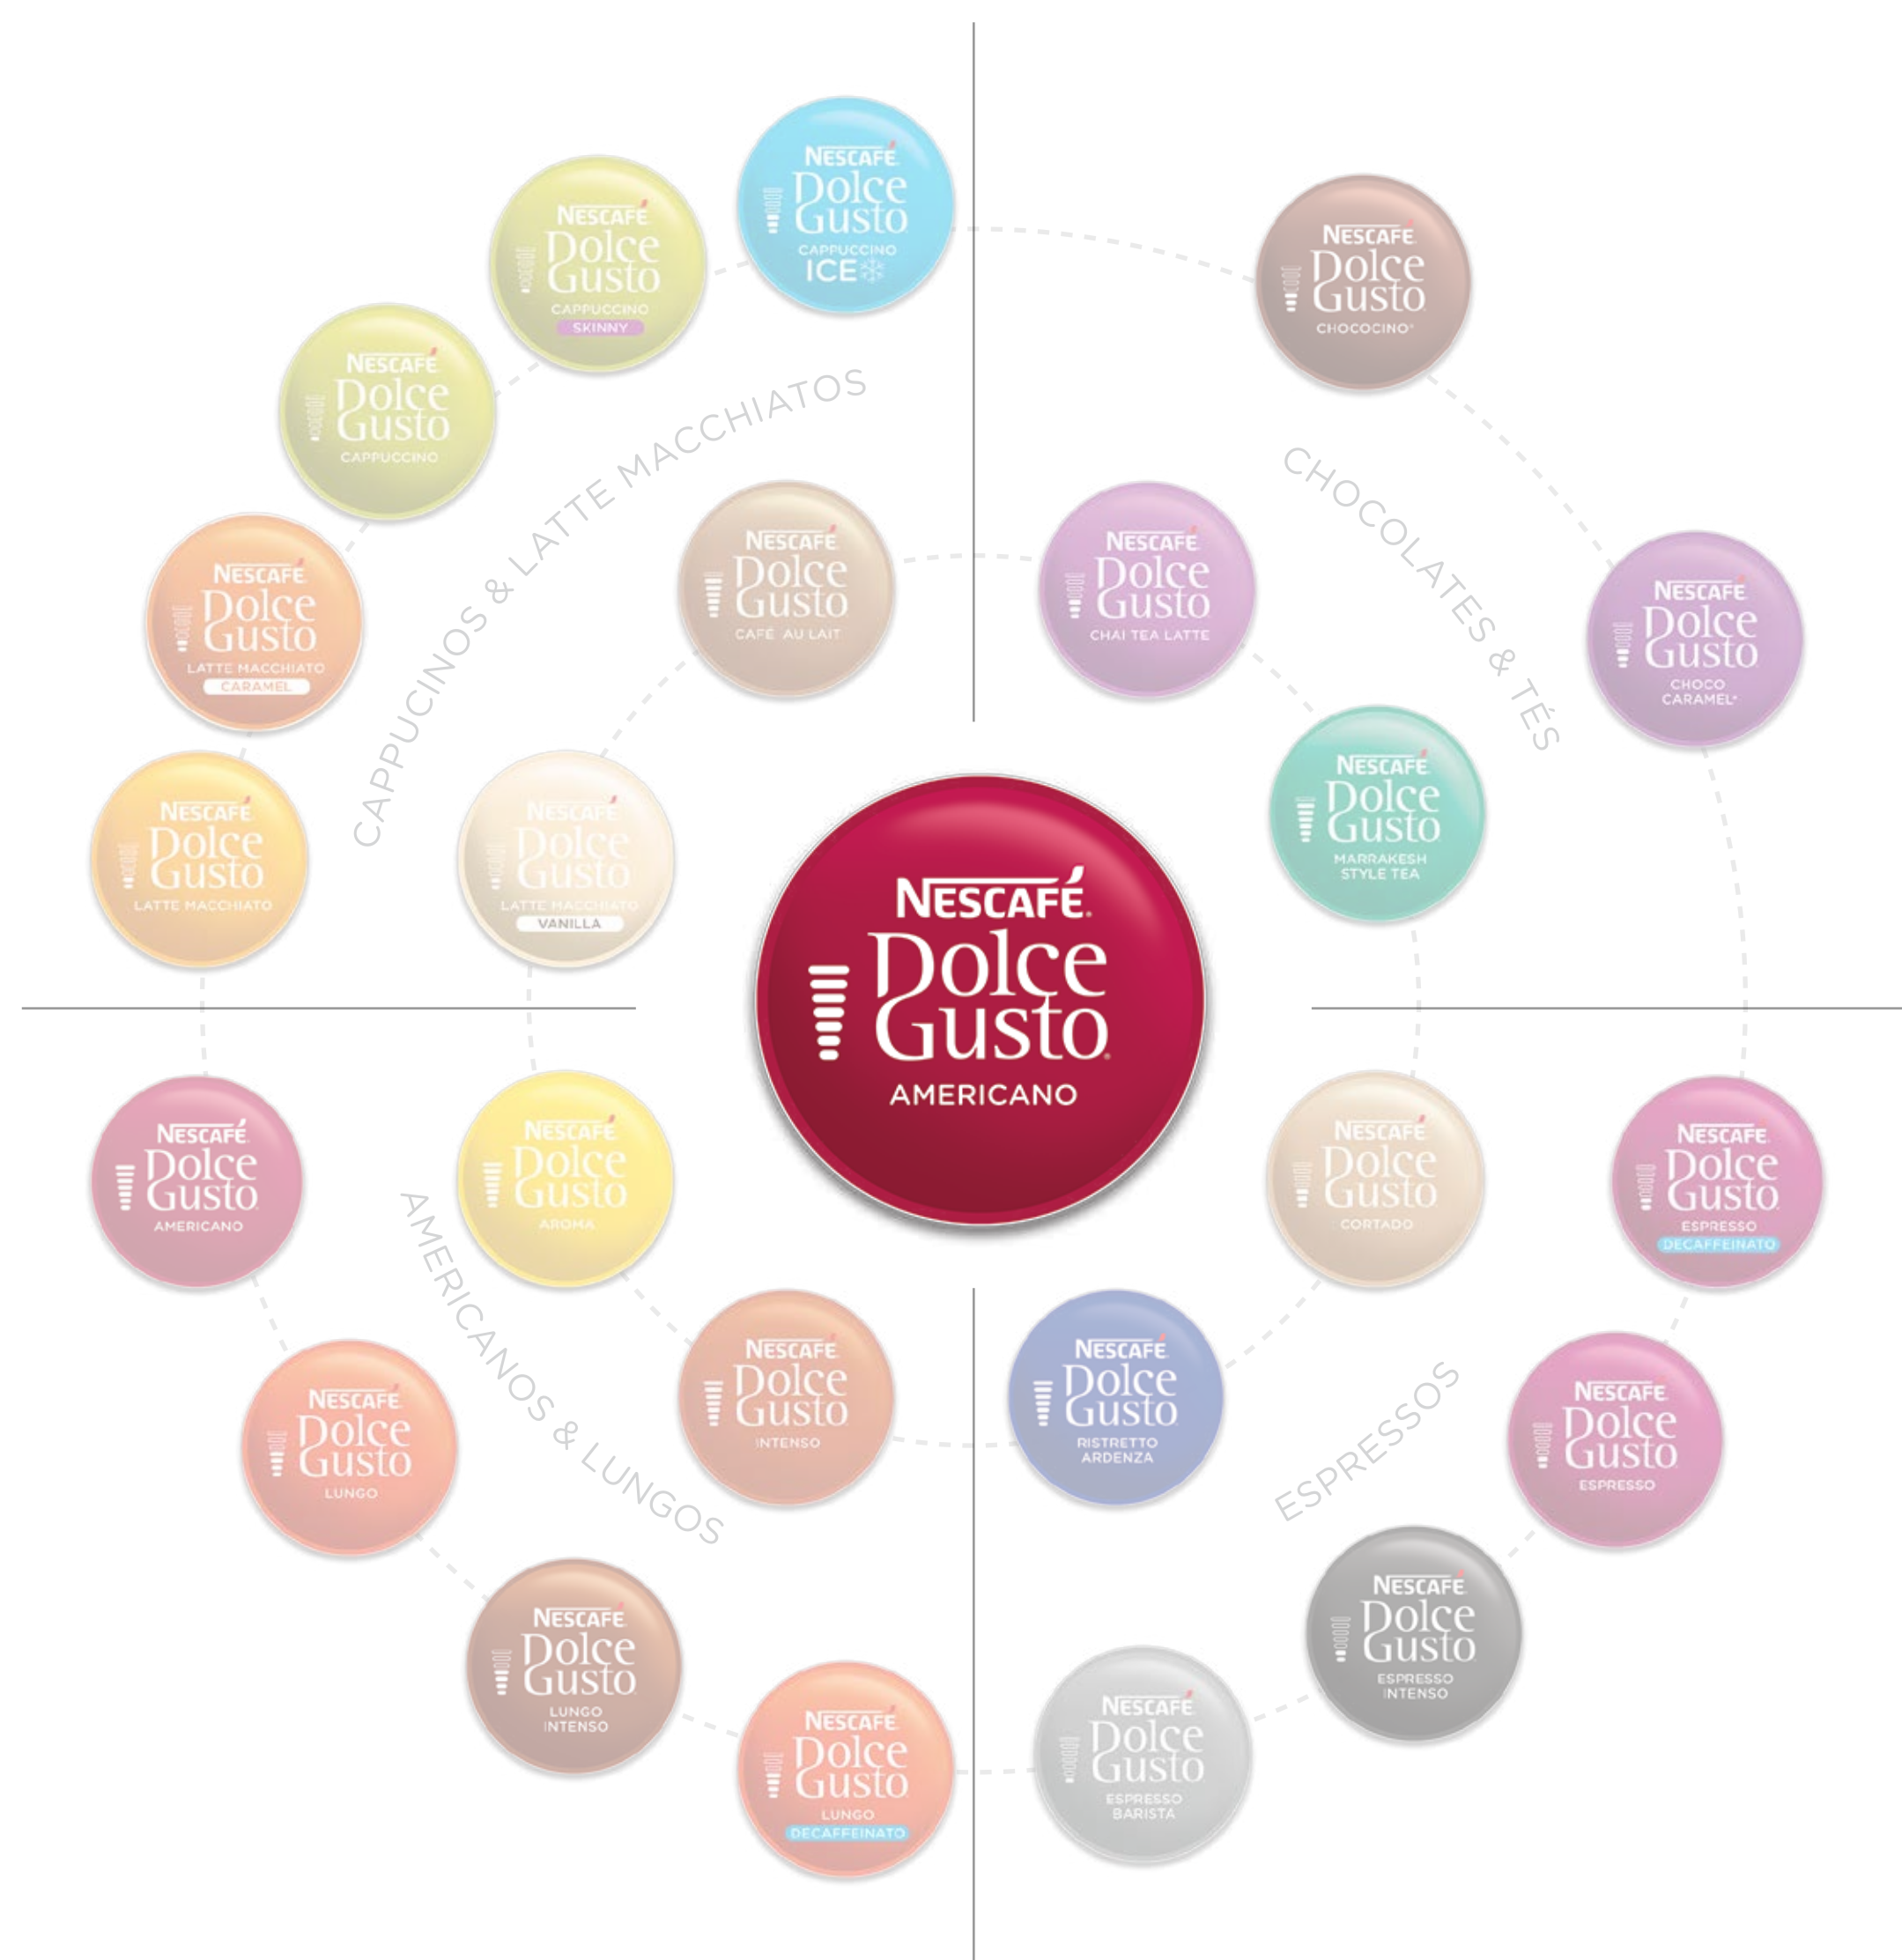 NESCAFÉ
Dolce
Gusto
CAPPUCCINO
ICE
NESCAFÉ
Dolce
Gusto
CAPPUCCINO
SKINNY
NESCAFÉ
Dolce
Gusto
CAPPUCCINO
NESCAFÉ
Dolce
Gusto
LATTE MACCHIATO
CARAMEL
NESCAFÉ
Dolce
Gusto
LATTE MACCHIATO
CAPPUCINOS & LATTE MACCHIATOS
NESCAFÉ
Dolce
Gusto
CAFÉ AU LAIT
NESCAFÉ
Dolce
Gusto
LATTE MACCHIATO
VANILLA
NESCAFÉ
Dolce
Gusto
CHOCOCINO*
NESCAFÉ
Dolce
Gusto
CHOCO
CARAMEL*
CHOCOLATES & TÉS
NESCAFÉ
Dolce
Gusto
CHAI TEA LATTE
NESCAFÉ
Dolce
Gusto
MARRAKESH
STYLE TEA
NESCAFÉ®
Dolce
Gusto®
AMERICANO
NESCAFÉ
Dolce
Gusto
AMERICANO
NESCAFÉ
Dolce
Gusto
AROMA
NESCAFÉ
Dolce
Gusto
INTENSO
AMERICANOS & LUNGOS
NESCAFÉ
Dolce
Gusto
LUNGO
NESCAFÉ
Dolce
Gusto
LUNGO
INTENSO
NESCAFÉ
Dolce
Gusto
LUNGO
DECAFFEINATO
NESCAFÉ
Dolce
Gusto
CORTADO
NESCAFÉ
Dolce
Gusto
ESPRESSO
DECAFFEINATO
NESCAFÉ
Dolce
Gusto
RISTRETTO
ARDENZA
ESPRESSOS
NESCAFÉ
Dolce
Gusto
ESPRESSO
NESCAFÉ
Dolce
Gusto
ESPRESSO
INTENSO
NESCAFÉ
Dolce
Gusto
ESPRESSO
BARISTA